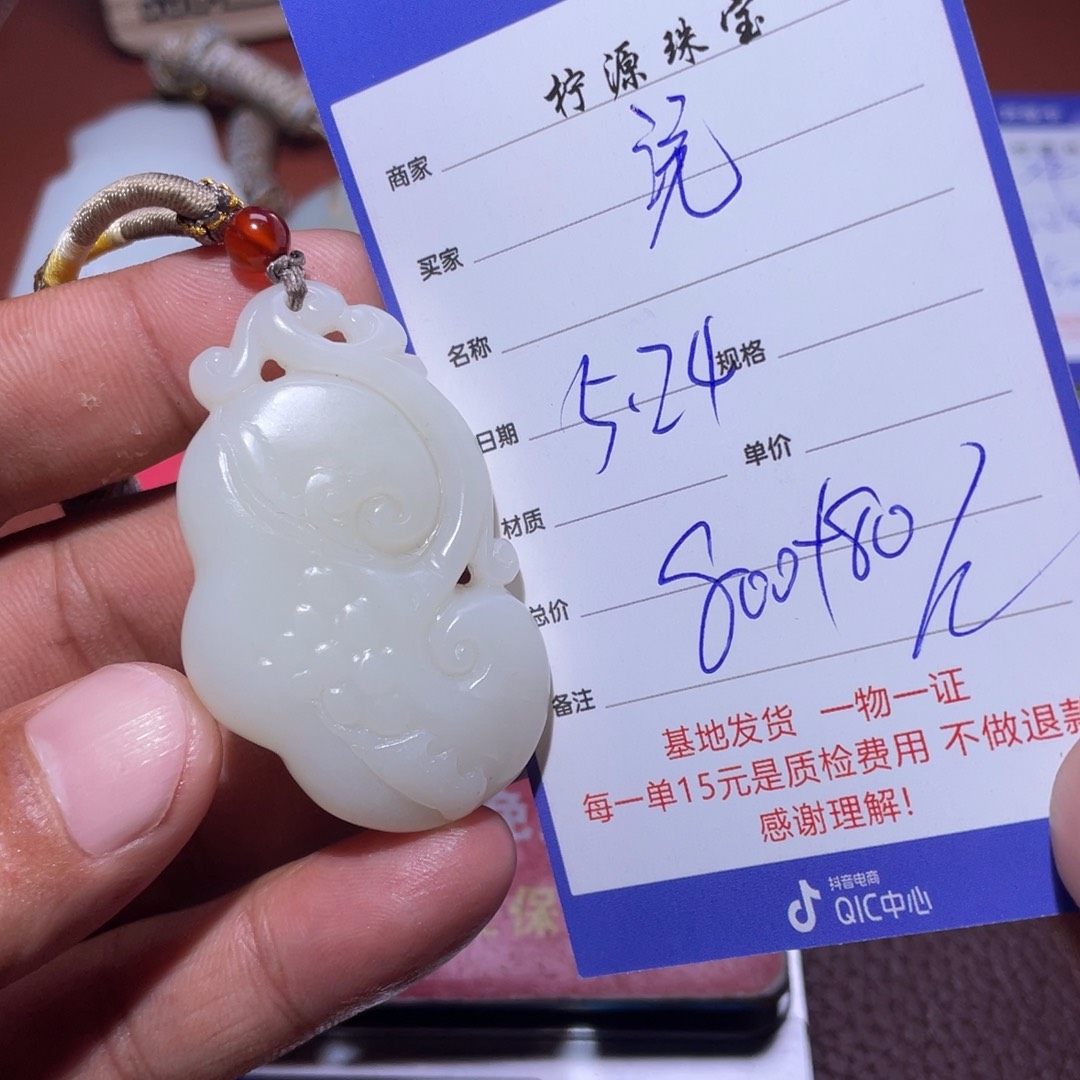 柠源珠宝
商家
买家
名称
规格
日期 5.24
单价
材质
总价 800+80/
备注
基地发货 一物一证
每一单15元是质检费用 不做退款
感谢理解!
抖音电商
QIC中心
保